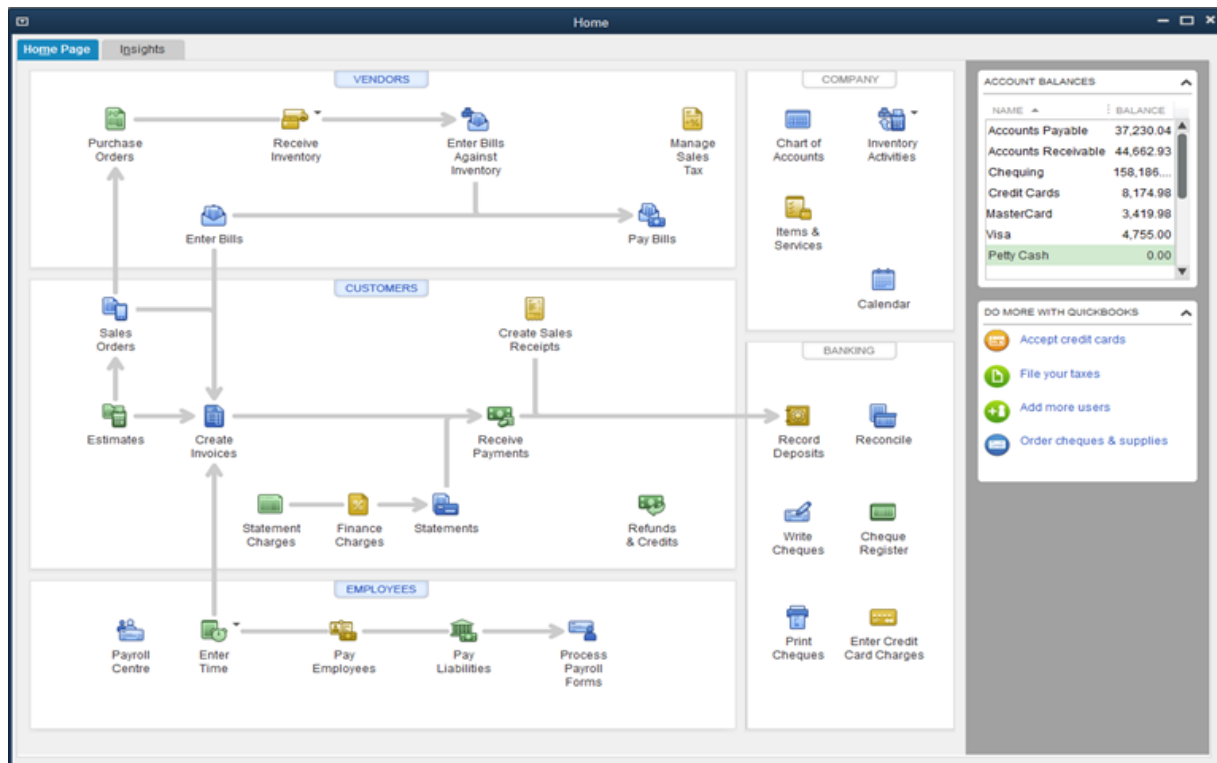 Home
Home Page
Insights
VENDORS
Purchase
Orders
Receive
Inventory
Enter Bills
Against
Inventory
Manage
Sales
Tax
Enter Bills
Pay Bills
CUSTOMERS
Sales
Orders
Create Sales
Receipts
Estimates
Create
Invoices
Receive
Payments
Statement
Charges
Finance
Charges
Statements
Refunds
& Credits
EMPLOYEES
Payroll
Centre
Enter
Time
Pay
Employees
Pay
Liabilities
Process
Payroll
Forms
COMPANY
Chart of
Accounts
Inventory
Activities
Items &
Services
Calendar
BANKING
Record
Deposits
Reconcile
Write
Cheques
Cheque
Register
Print
Cheques
Enter Credit
Card Charges
ACCOUNT BALANCES
NAME BALANCE
Accounts Payable 37,230.04
Accounts Receivable 44,662.93
Chequing 158,186....
Credit Cards 8,174.98
MasterCard 3,419.98
Visa 4,755.00
Petty Cash 0.00
DO MORE WITH QUICKBOOKS
Accept credit cards
File your taxes
Add more users
Order cheques & supplies